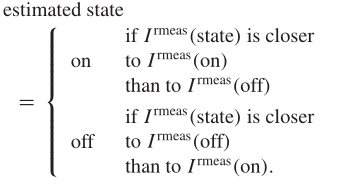 estimated state
if I^rmeas(state) is closer
on to I^rmeas(on)
than to I^rmeas(off)
=
if I^rmeas(state) is closer
off to I^rmeas(off)
than to I^rmeas(on).